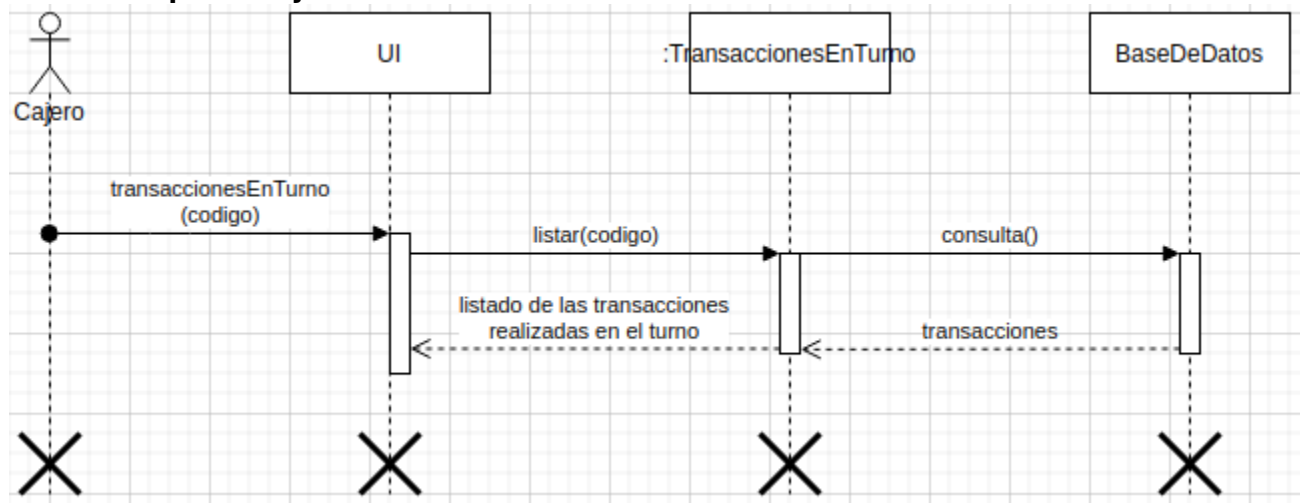 UI
:TransaccionesEnTurno
BaseDeDatos
Cajero
transaccionesEnTurno
(codigo)
listar(codigo)
consulta()
listado de las transacciones
realizadas en el turno
transacciones